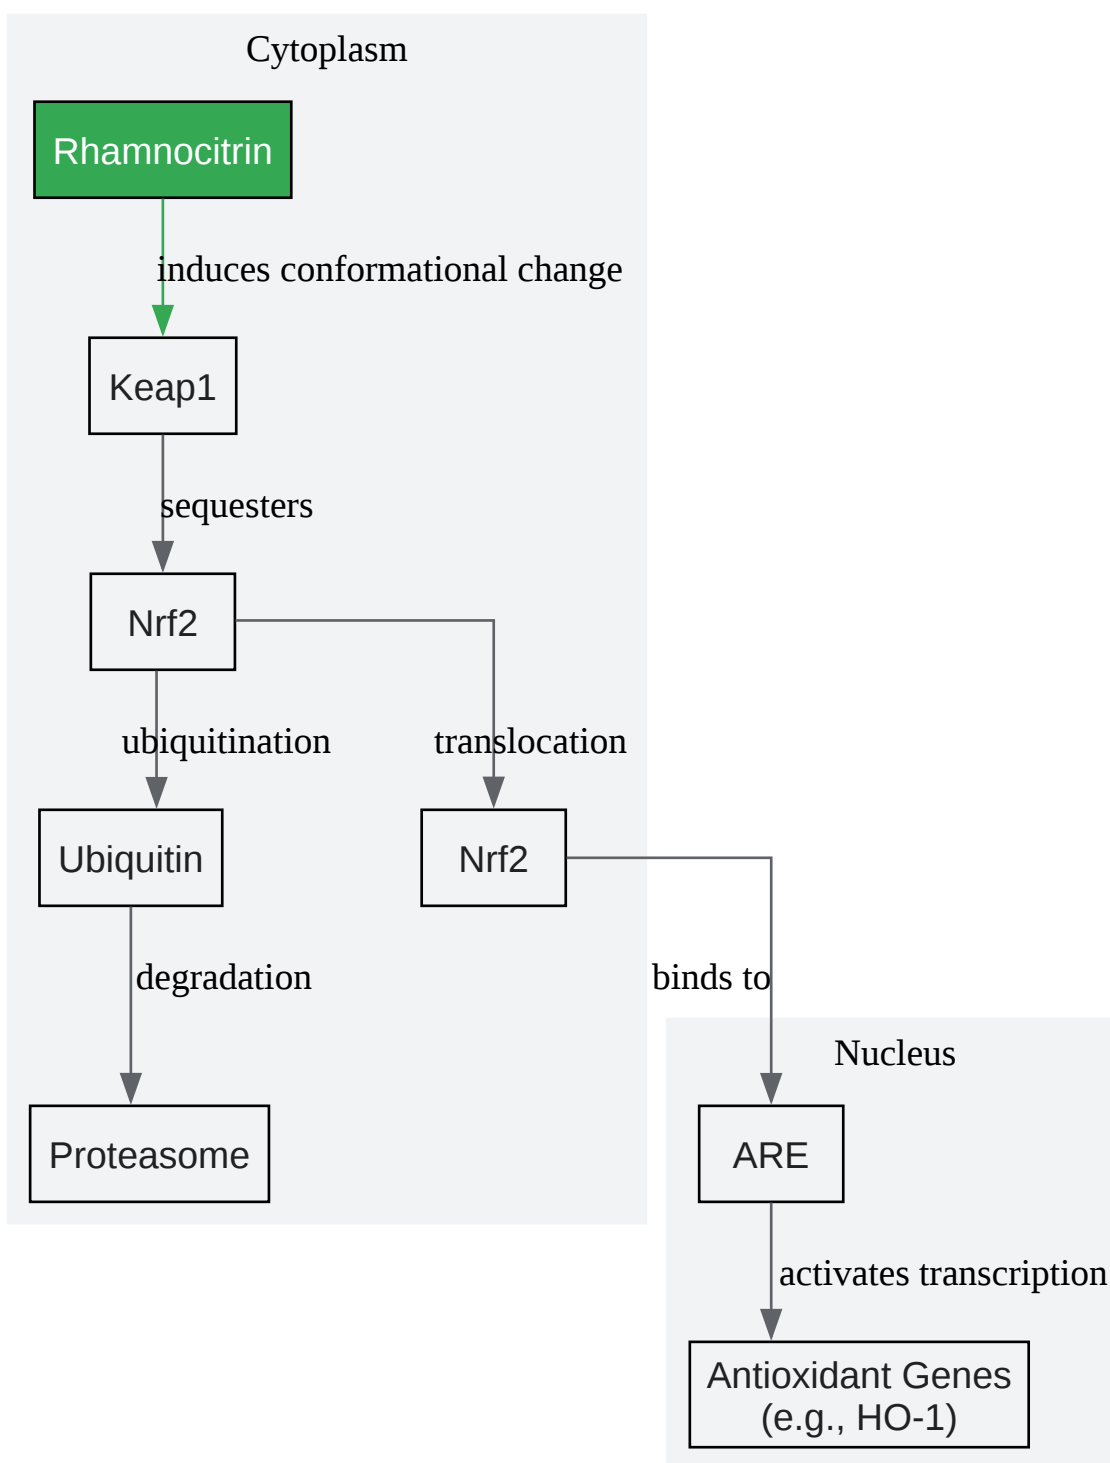 Cytoplasm
Rhamnocitrin
induces conformational change
Keap1
sequesters
Nrf2
ubiquitination
translocation
Ubiquitin
Nrf2
degradation
binds to
Nucleus
Proteasome
ARE
activates transcription
Antioxidant Genes
(e.g., HO-1)